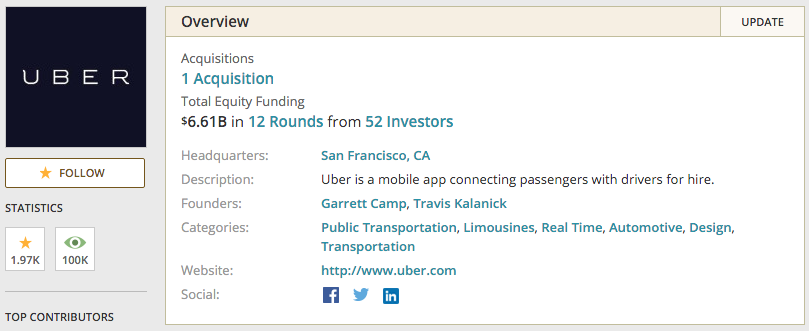 UBER
FOLLOW
STATISTICS
1.97K
100K
TOP CONTRIBUTORS
Overview
UPDATE
Acquisitions
1 Acquisition
Total Equity Funding
$6.61B in 12 Rounds from 52 Investors
Headquarters: San Francisco, CA
Description: Uber is a mobile app connecting passengers with drivers for hire.
Founders: Garrett Camp, Travis Kalanick
Categories: Public Transportation, Limousines, Real Time, Automotive, Design,
Transportation
Website: http://www.uber.com
Social: